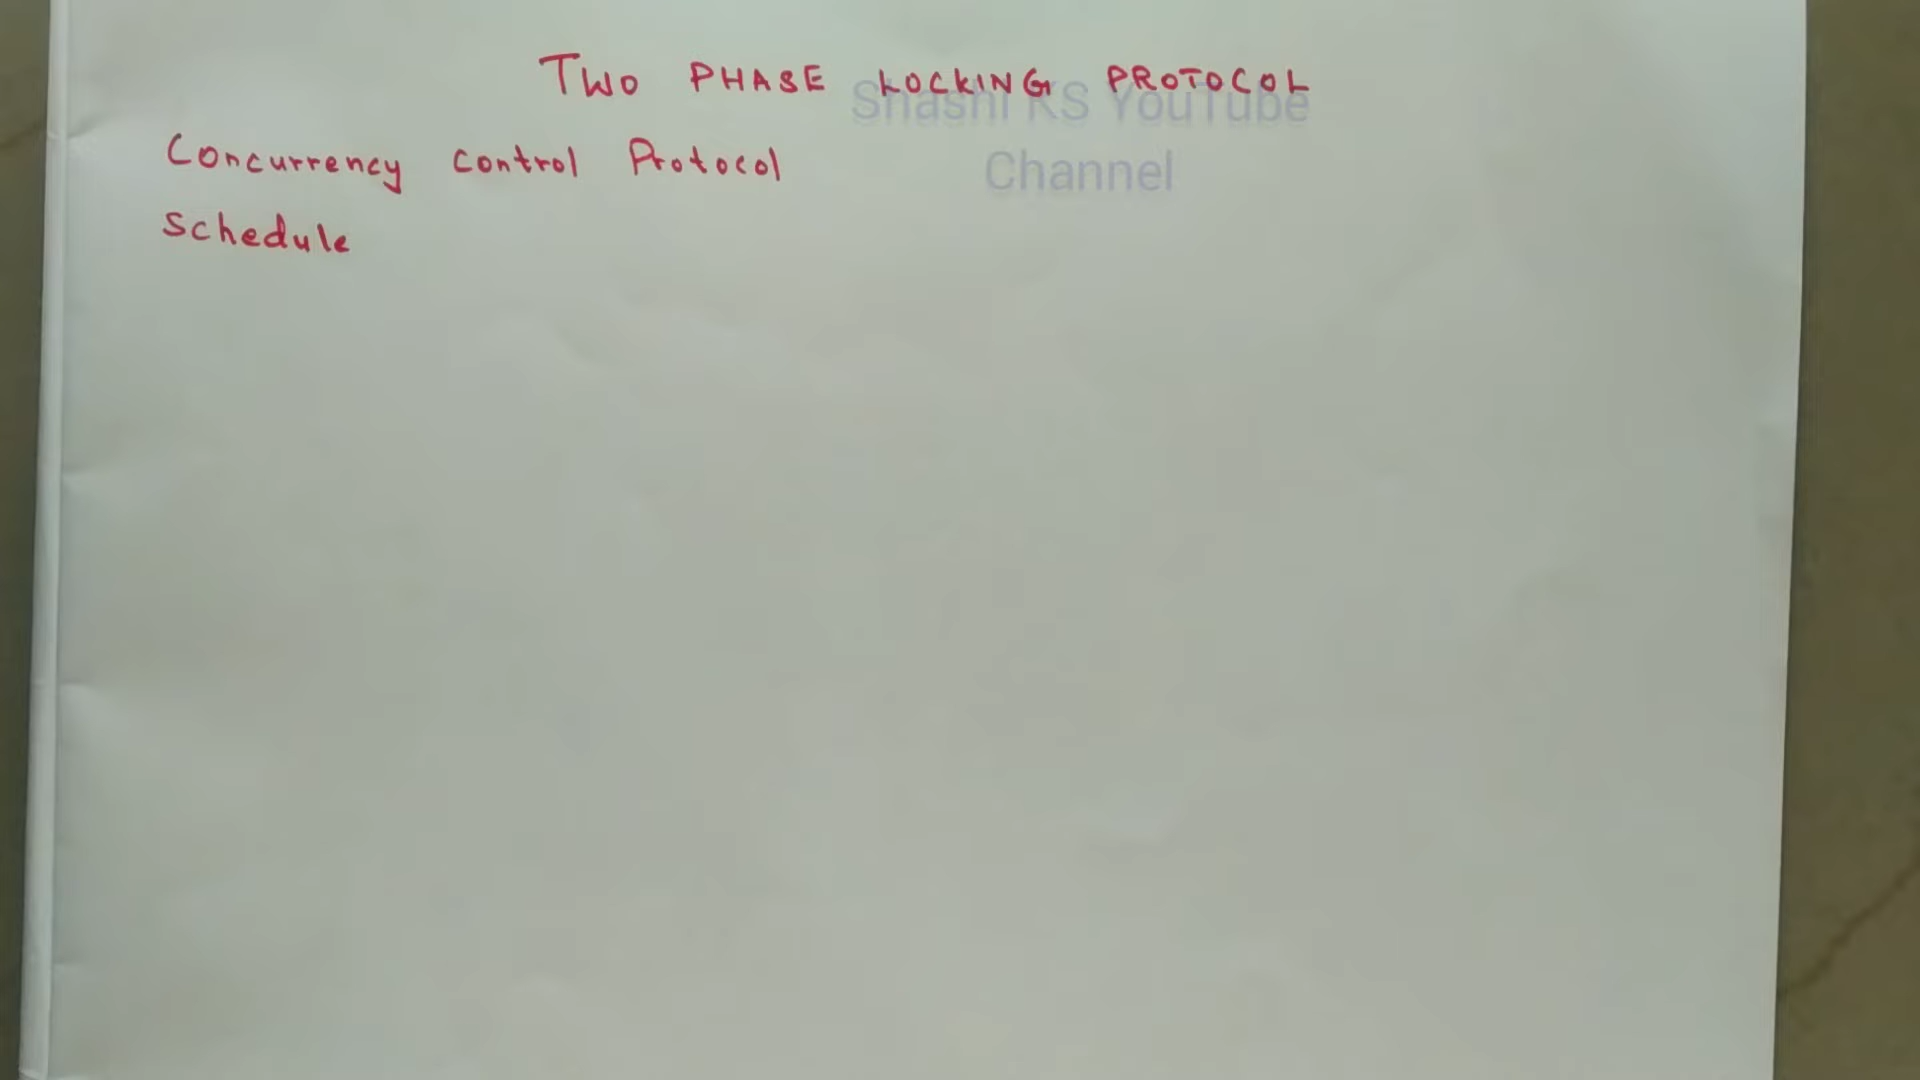 TWO PHASE LOCKING PROTOCOL
Shashi KS YouTube
Channel
Concurrency control Protocol
Schedule